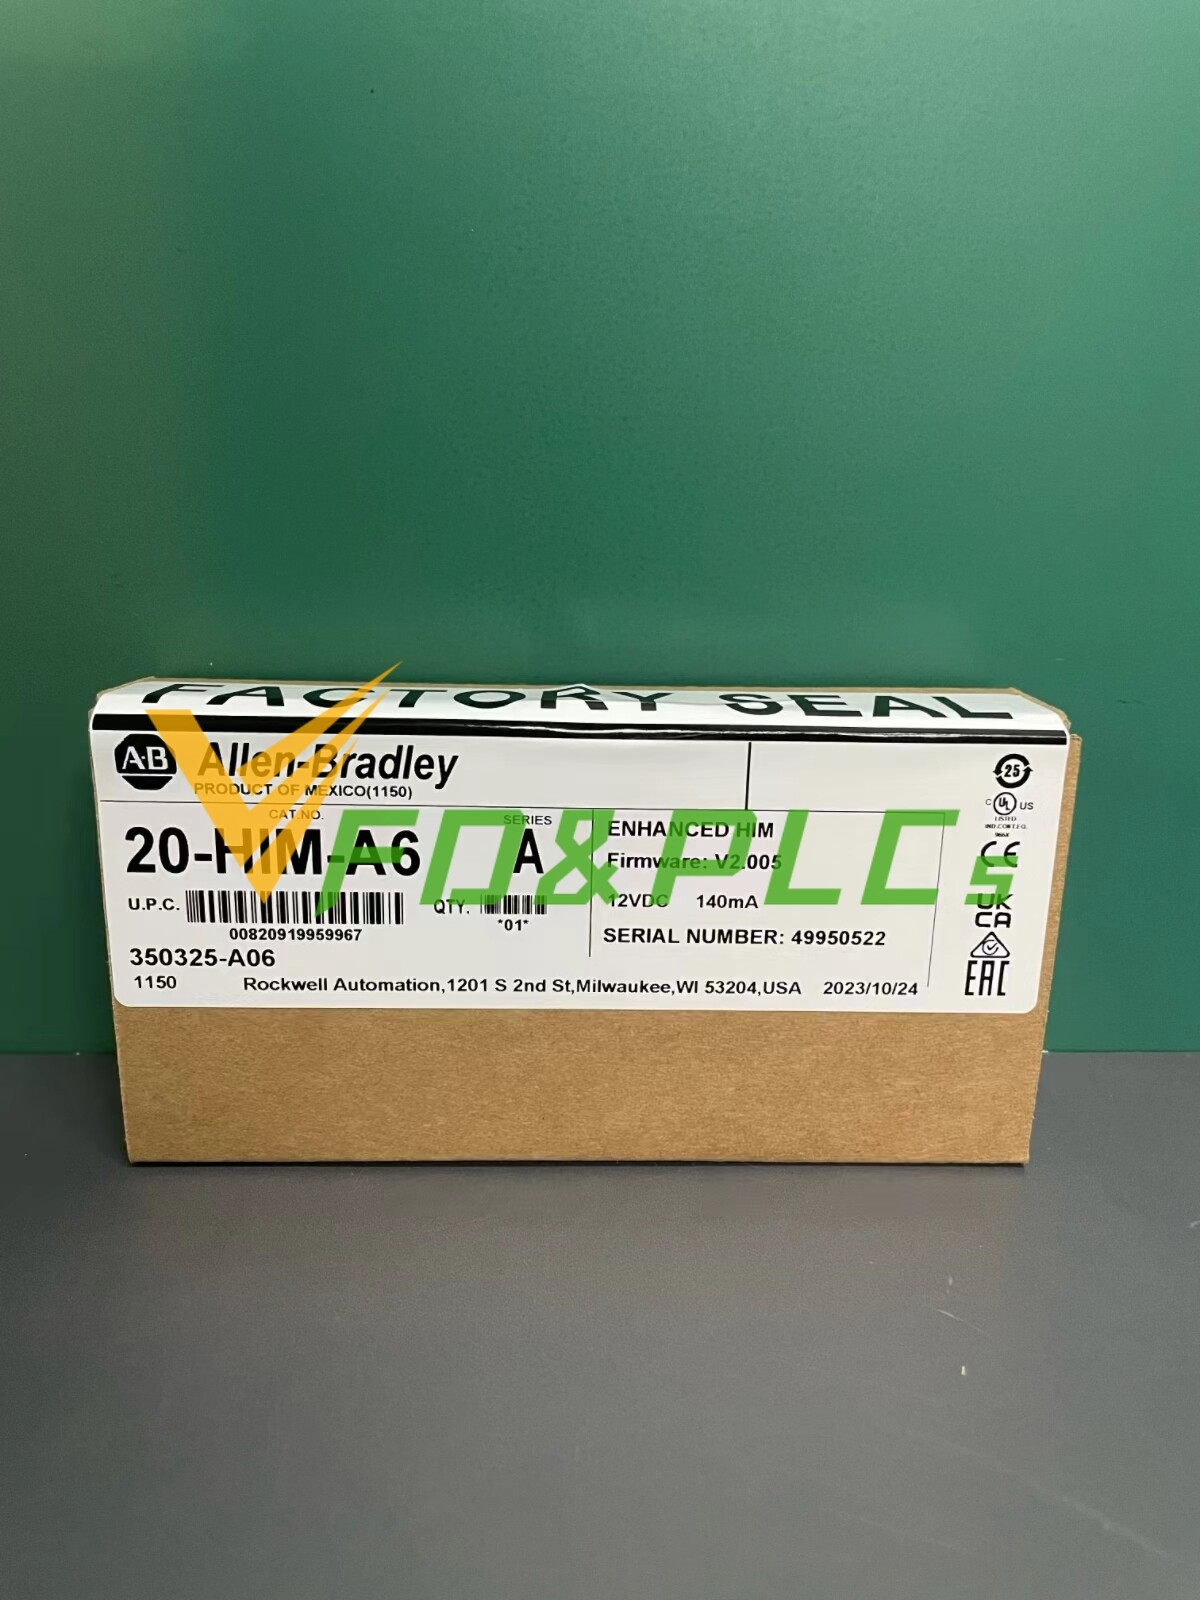 FACTORY SEAL
A-B Allen-Bradley
PRODUCT OF MEXICO(1150)
25
CAT.NO.
SERIES
20-HIM-A6 A
ENHANCED HIM
Firmware: V2.005
12VDC 140mA
U.P.C.
00820919959967
QTY.
*01*
SERIAL NUMBER: 49950522
350325-A06
1150 Rockwell Automation,1201 S 2nd St,Milwaukee,WI 53204,USA 2023/10/24
C UL US
LISTED
CE
UK
CA
EAC
VFD&PLCs